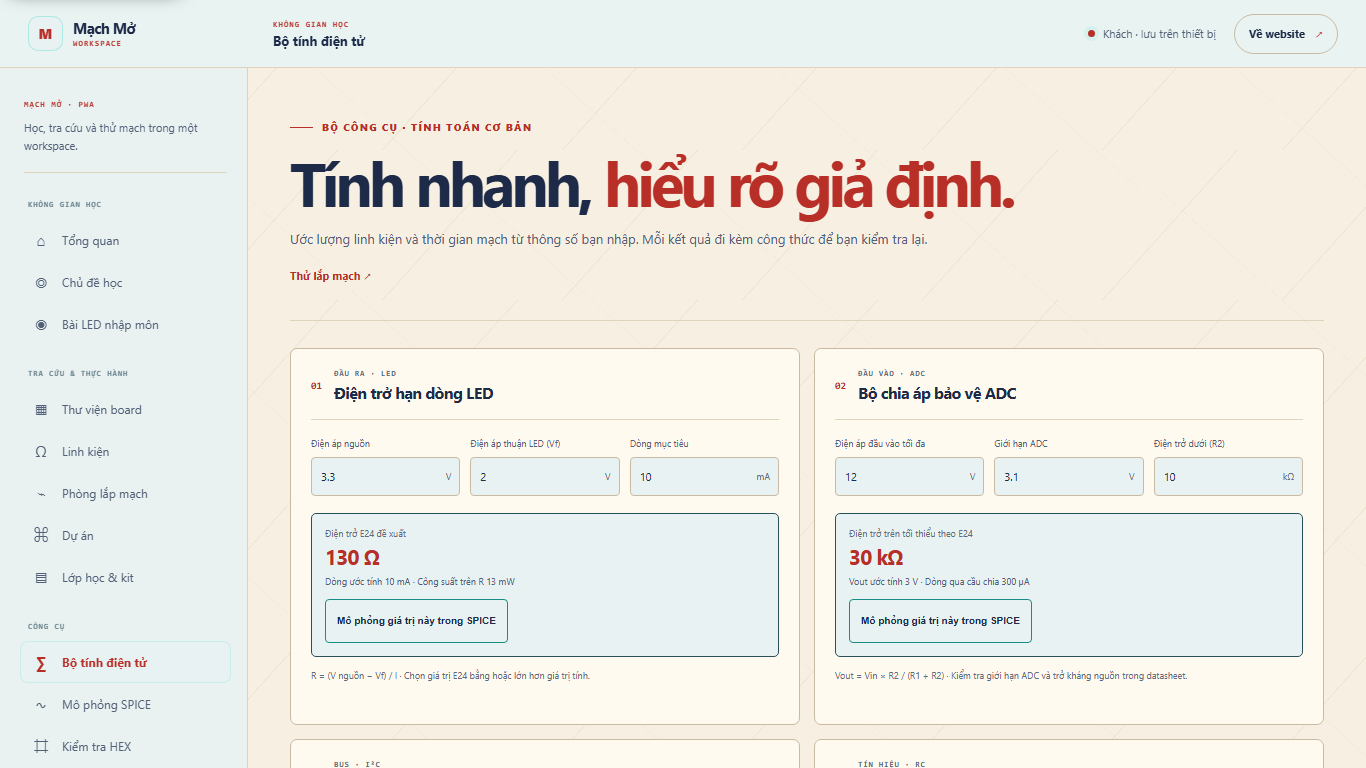 M
Mạch Mở
WORKSPACE
KHÔNG GIAN HỌC
Bộ tính điện tử
Khách · lưu trên thiết bị
Về website ↗
MẠCH MỞ · PWA
Học, tra cứu và thử mạch trong một
workspace.
KHÔNG GIAN HỌC
Tổng quan
Chủ đề học
Bài LED nhập môn
TRA CỨU & THỰC HÀNH
Thư viện board
Ω Linh kiện
Phòng lắp mạch
⌘ Dự án
Lớp học & kit
CÔNG CỤ
∑ Bộ tính điện tử
∿ Mô phỏng SPICE
Kiểm tra HEX
BỘ CÔNG CỤ · TÍNH TOÁN CƠ BẢN
Tính nhanh, hiểu rõ giả định.
Ước lượng linh kiện và thời gian mạch từ thông số bạn nhập. Mỗi kết quả đi kèm công thức để bạn kiểm tra lại.
Thử lắp mạch ↗
ĐẦU RA · LED
01 Điện trở hạn dòng LED
Điện áp nguồn
Điện áp thuận LED (Vf)
Dòng mục tiêu
3.3 V
2 V
10 mA
Điện trở E24 đề xuất
130 Ω
Dòng ước tính 10 mA · Công suất trên R 13 mW
Mô phỏng giá trị này trong SPICE
R = (V nguồn − Vf) / I · Chọn giá trị E24 bằng hoặc lớn hơn giá trị tính.
ĐẦU VÀO · ADC
02 Bộ chia áp bảo vệ ADC
Điện áp đầu vào tối đa
Giới hạn ADC
Điện trở dưới (R2)
12 V
3.1 V
10 kΩ
Điện trở trên tối thiểu theo E24
30 kΩ
Vout ước tính 3 V · Dòng qua cầu chia 300 µA
Mô phỏng giá trị này trong SPICE
Vout = Vin × R2 / (R1 + R2) · Kiểm tra giới hạn ADC và trở kháng nguồn trong datasheet.
BUS · I²C
TÍN HIỆU · RC